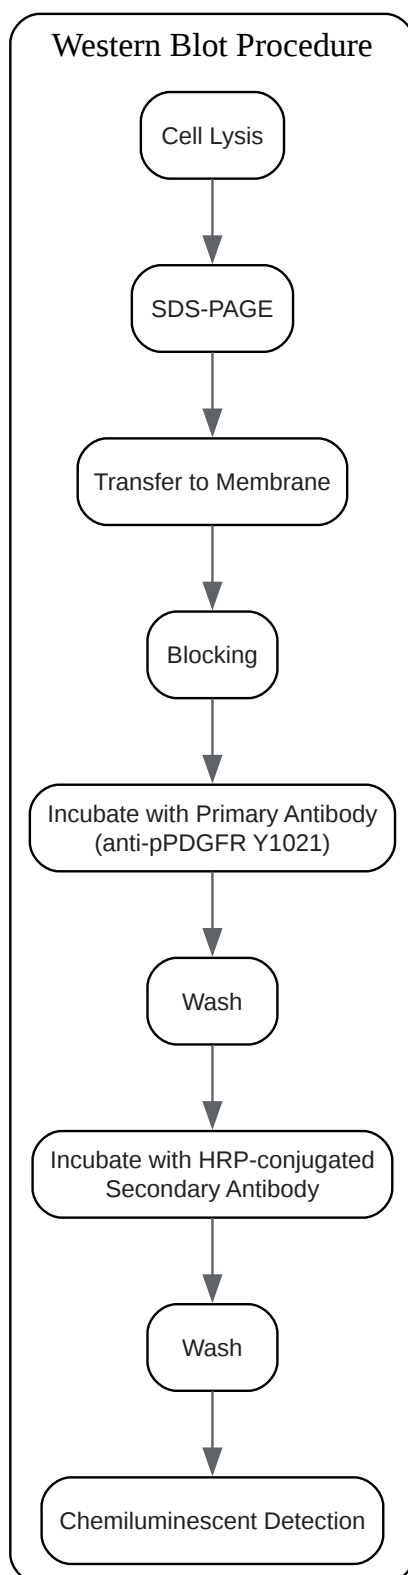 Western Blot Procedure
Cell Lysis
SDS-PAGE
Transfer to Membrane
Blocking
Incubate with Primary Antibody
(anti-pPDGFR Y1021)
Wash
Incubate with HRP-conjugated
Secondary Antibody
Wash
Chemiluminescent Detection